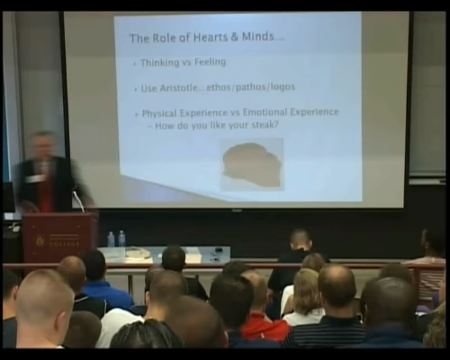 The Role of Hearts & Minds...
• Thinking vs Feeling
• Use Aristotle...ethos/pathos/logos
• Physical Experience vs Emotional Experience
– How do you like your steak?